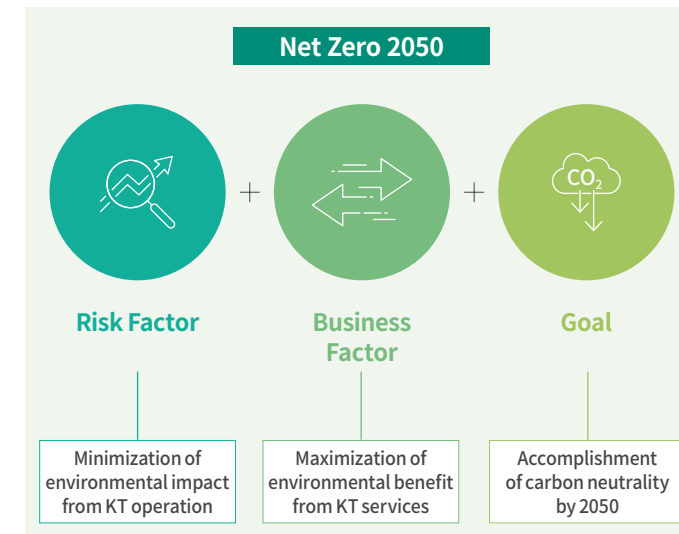 Net Zero 2050
+
+
CO₂
Risk Factor
Business
Factor
Goal
Minimization of
environmental impact
from KT operation
Maximization of
environmental benefit
from KT services
Accomplishment
of carbon neutrality
by 2050